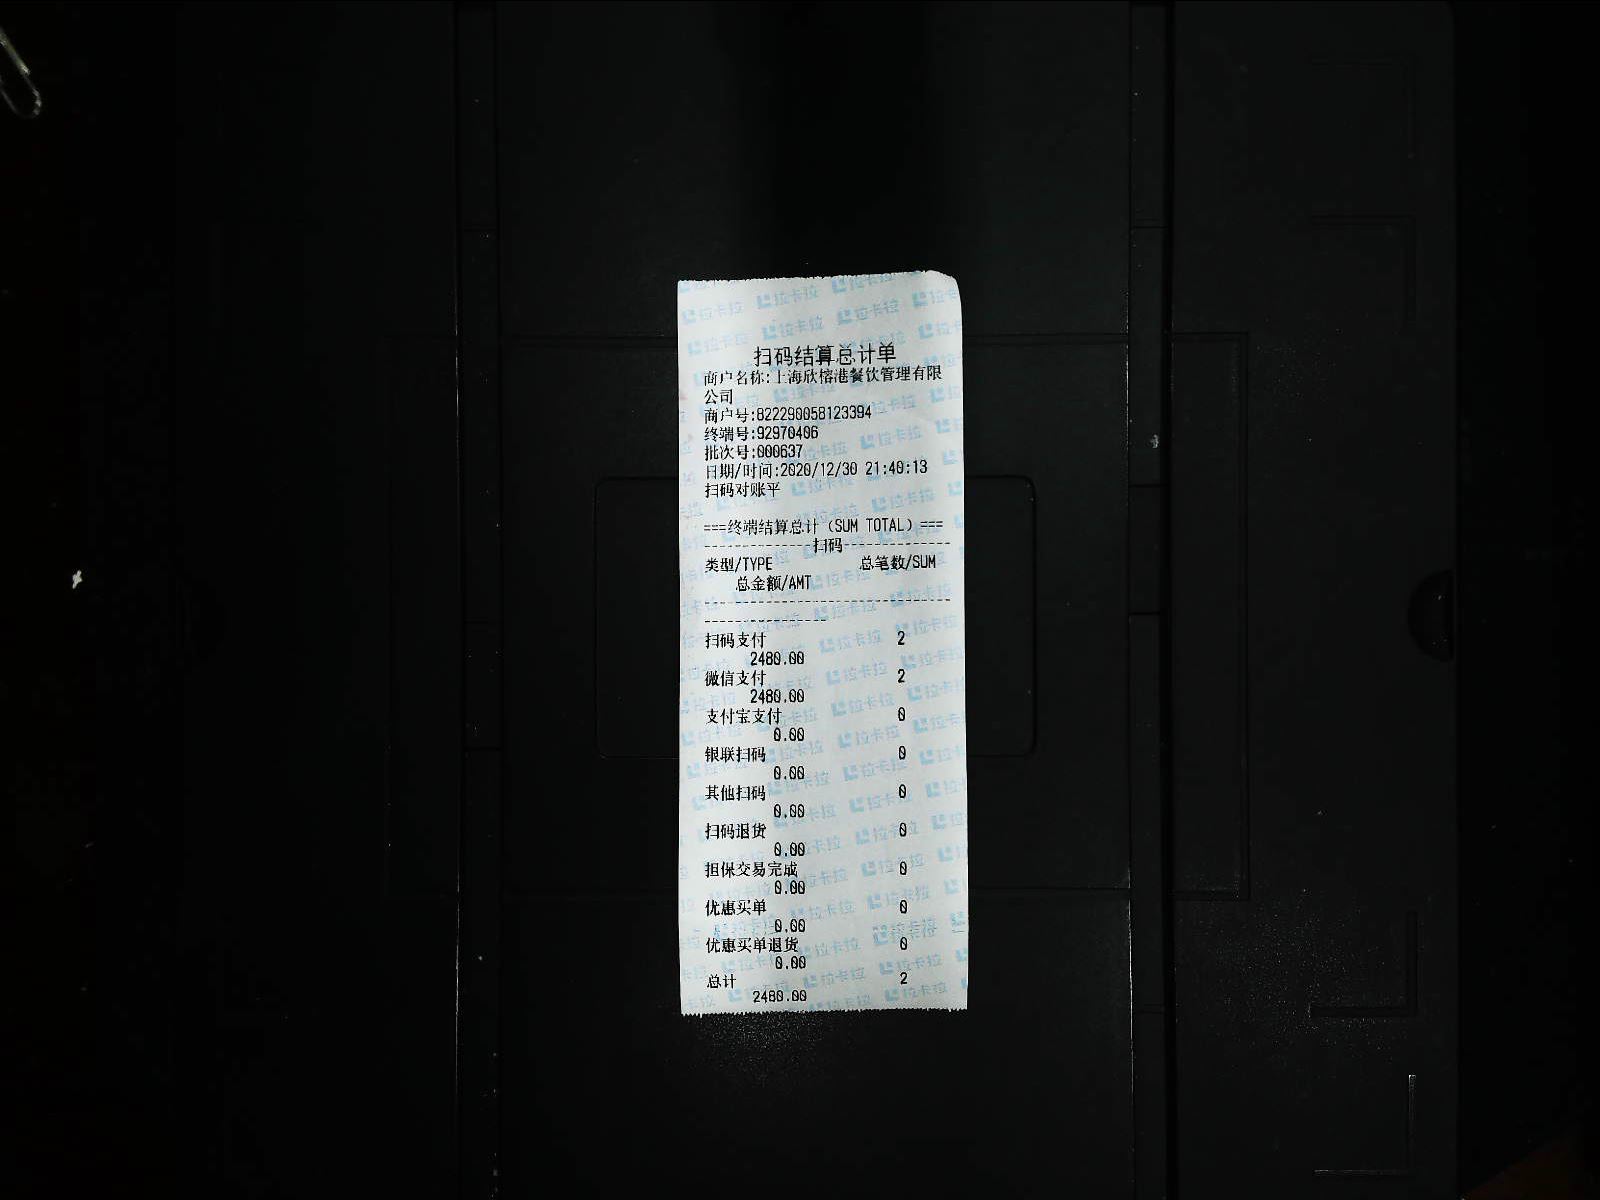 扫码结算总计单
商户名称:上海欣榕港餐饮管理有限
公司
商户号:822290058123394
终端号:92970406
批次号:000637
日期/时间:2020/12/30 21:40:13
扫码对账平
===终端结算总计（SUM TOTAL）===
--------------扫码--------------
类型/TYPE 总笔数/SUM
总金额/AMT
扫码支付 2
2480.00
微信支付 2
2480.00
支付宝支付 0
0.00
银联扫码 0
0.00
其他扫码 0
0.00
扫码退货 0
0.00
担保交易完成 0
0.00
优惠买单 0
0.00
优惠买单退货 0
0.00
总计 2
2480.00
拉卡拉